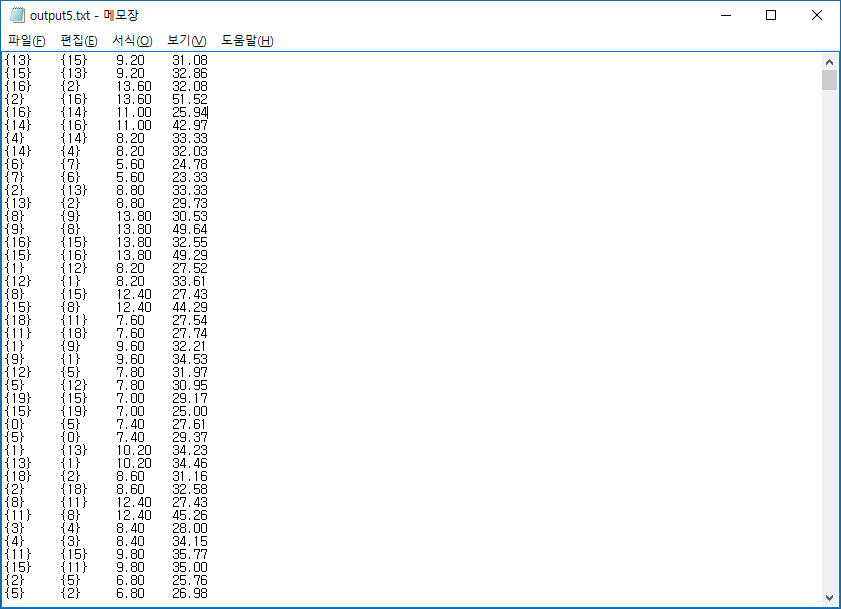 output5.txt - 메모장
파일(F) 편집(E) 서식(O) 보기(V) 도움말(H)
{13} {15} 9.20 31.08
{15} {13} 9.20 32.86
{16} {2} 13.60 32.08
{2} {16} 13.60 51.52
{16} {14} 11.00 25.94
{14} {16} 11.00 42.97
{4} {14} 8.20 33.33
{14} {4} 8.20 32.03
{6} {7} 5.60 24.78
{7} {6} 5.60 23.33
{2} {13} 8.80 33.33
{13} {2} 8.80 29.73
{8} {9} 13.80 30.53
{9} {8} 13.80 49.64
{16} {15} 13.80 32.55
{15} {16} 13.80 49.29
{1} {12} 8.20 27.52
{12} {1} 8.20 33.61
{8} {15} 12.40 27.43
{15} {8} 12.40 44.29
{18} {11} 7.60 27.54
{11} {18} 7.60 27.74
{1} {9} 9.60 32.21
{9} {1} 9.60 34.53
{12} {5} 7.80 31.97
{5} {12} 7.80 30.95
{19} {15} 7.00 29.17
{15} {19} 7.00 25.00
{0} {5} 7.40 27.61
{5} {0} 7.40 29.37
{1} {13} 10.20 34.23
{13} {1} 10.20 34.46
{18} {2} 8.60 31.16
{2} {18} 8.60 32.58
{8} {11} 12.40 27.43
{11} {8} 12.40 45.26
{3} {4} 8.40 28.00
{4} {3} 8.40 34.15
{11} {15} 9.80 35.77
{15} {11} 9.80 35.00
{2} {5} 6.80 25.76
{5} {2} 6.80 26.98